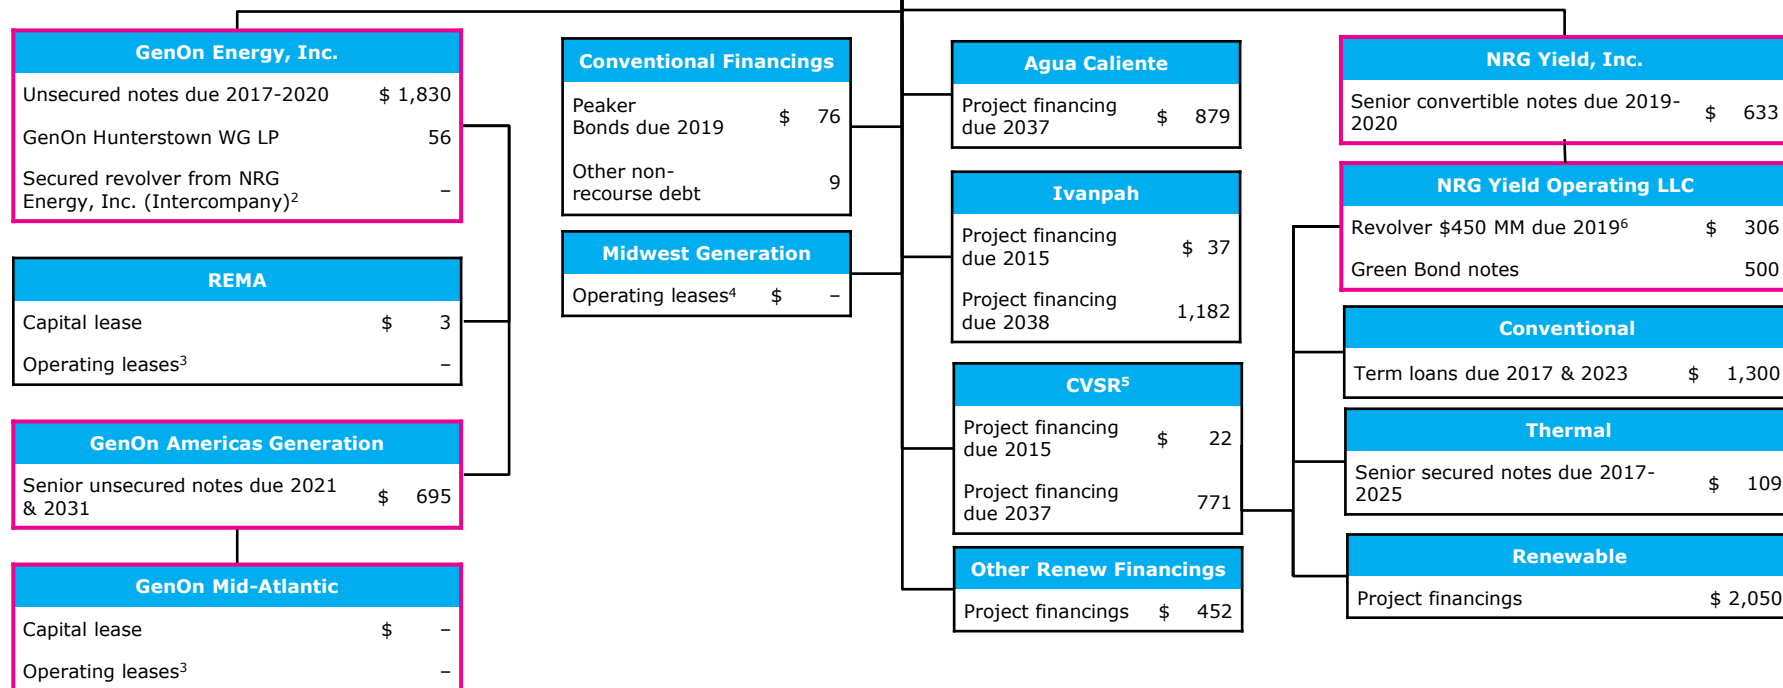 GenOn Energy, Inc.
Unsecured notes due 2017-2020 $ 1,830
GenOn Hunterstown WG LP 56
Secured revolver from NRG
Energy, Inc. (Intercompany)² –
REMA
Capital lease $ 3
Operating leases³ –
GenOn Americas Generation
Senior unsecured notes due 2021
& 2031 $ 695
GenOn Mid-Atlantic
Capital lease $ –
Operating leases³ –
Conventional Financings
Peaker
Bonds due 2019 $ 76
Other non-
recourse debt 9
Midwest Generation
Operating leases⁴ $ –
Agua Caliente
Project financing
due 2037 $ 879
Ivanpah
Project financing
due 2015 $ 37
Project financing
due 2038 1,182
CVSR⁵
Project financing
due 2015 $ 22
Project financing
due 2037 771
Other Renew Financings
Project financings $ 452
NRG Yield, Inc.
Senior convertible notes due 2019-
2020 $ 633
NRG Yield Operating LLC
Revolver $450 MM due 2019⁶ $ 306
Green Bond notes 500
Conventional
Term loans due 2017 & 2023 $ 1,300
Thermal
Senior secured notes due 2017-
2025 $ 109
Renewable
Project financings $ 2,050